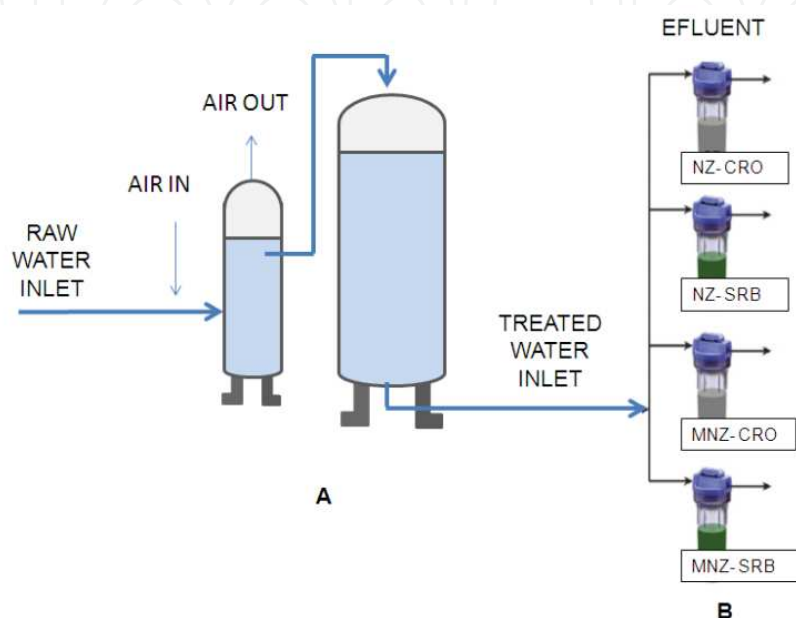 EFLUENT
AIR OUT
AIR IN
RAW
WATER
INLET
TREATED
WATER
INLET
NZ-CRO
NZ-SRB
MNZ-CRO
MNZ-SRB
A
B